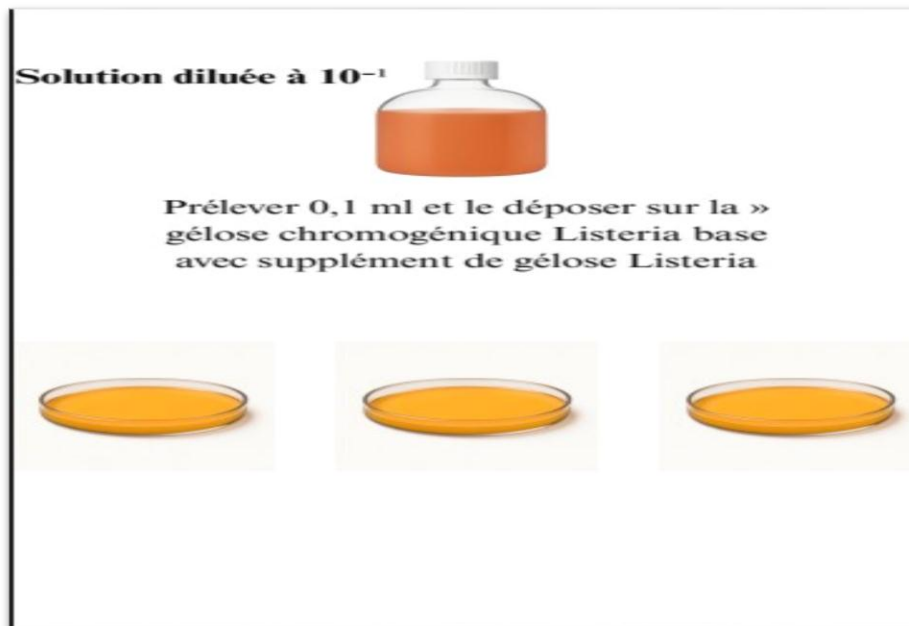 Solution diluée à 10⁻¹
Prélever 0,1 ml et le déposer sur la »
gélose chromogénique Listeria base
avec supplément de gélose Listeria